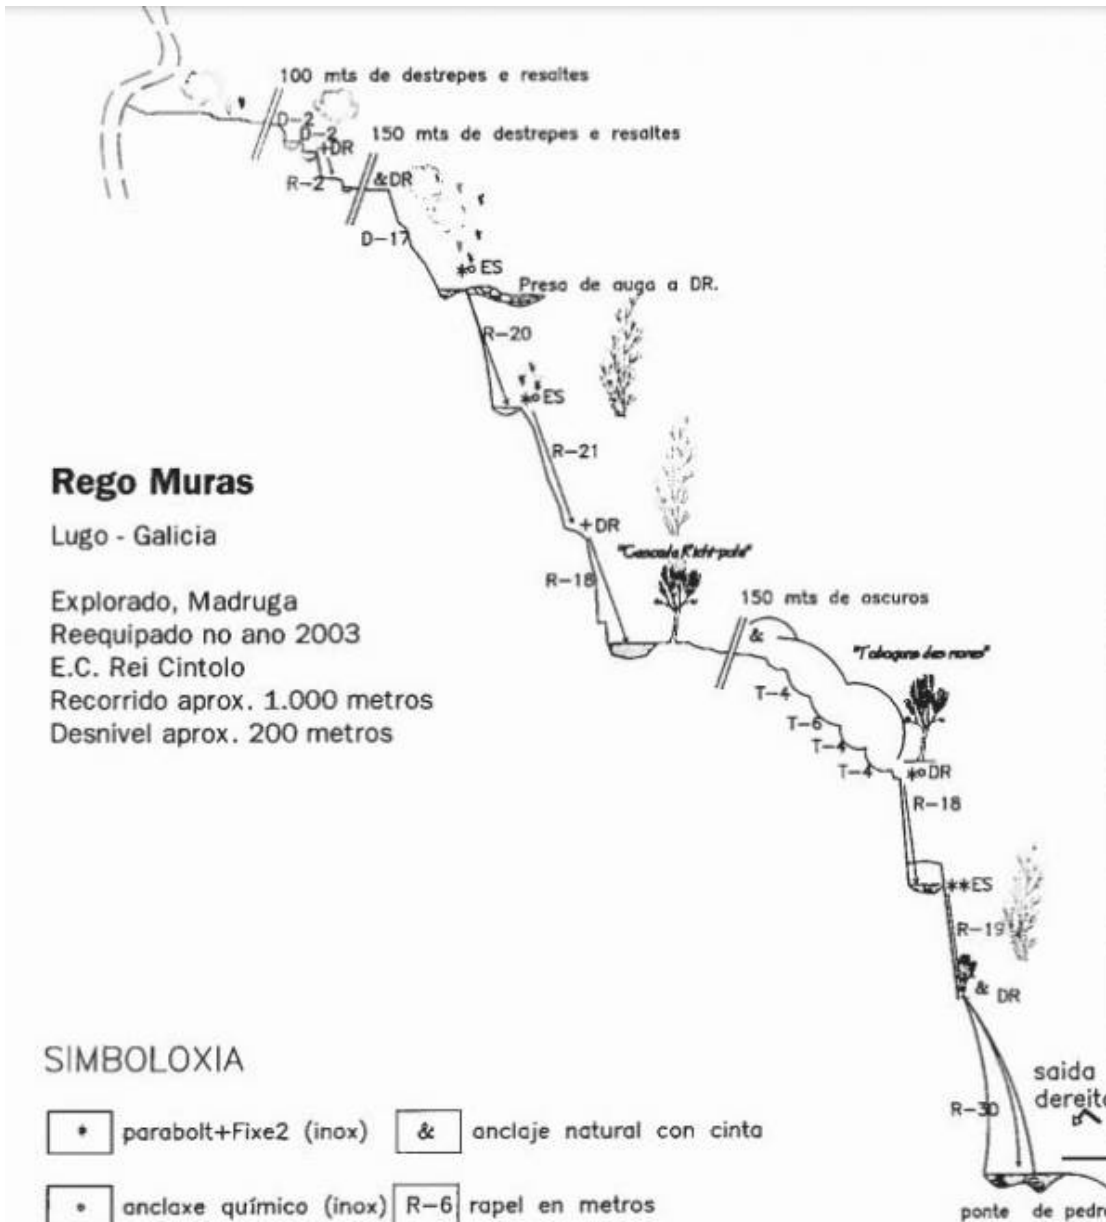 100 mts de destrepes e resaltes
D-2
D-2
150 mts de destrepes e resaltes
+DR
R-2
&DR
D-17
*o ES
Presa de auga a DR.
R-20
*o ES
R-21
+DR
R-18
Rego Muras
Lugo - Galicia
Explorado, Madruga
Reequipado no ano 2003
E.C. Rei Cintolo
Recorrido aprox. 1.000 metros
Desnivel aprox. 200 metros
150 mts de oscuros
&
T-4
T-6
T-4
T-4
*o DR
R-18
**ES
R-19
& DR
R-30
saida
ponte de pedra
SIMBOLOXIA
* parabolt+Fixe2 (inox)
& anclaje natural con cinta
o anclaxe químico (inox)
R-6 rapel en metros